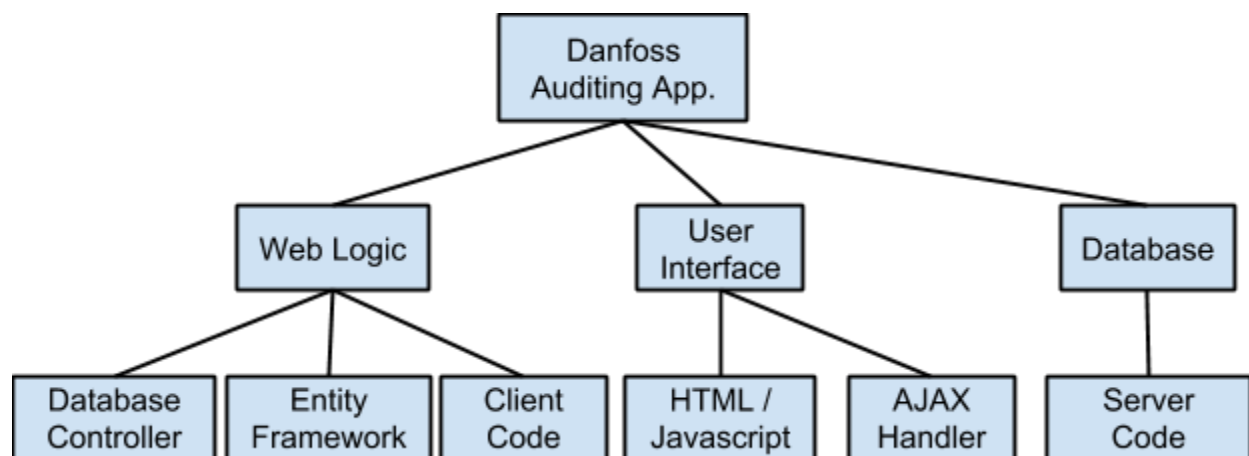 Danfoss
Auditing App.
Web Logic
User
Interface
Database
Database
Controller
Entity
Framework
Client
Code
HTML /
Javascript
AJAX
Handler
Server
Code